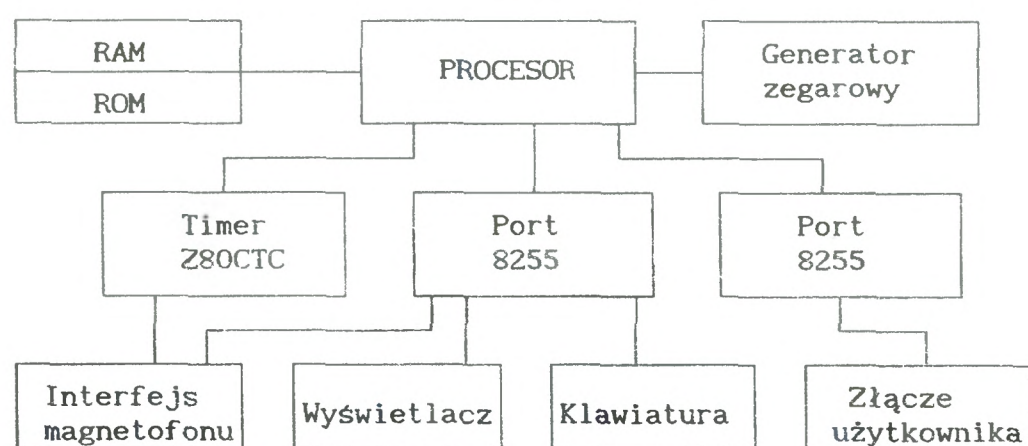 RAM
ROM
PROCESOR
Generator
zegarowy
Timer
Z80CTC
Port
8255
Port
8255
Interfejs
magnetofonu
Wyświetlacz
Klawiatura
Złącze
użytkownika